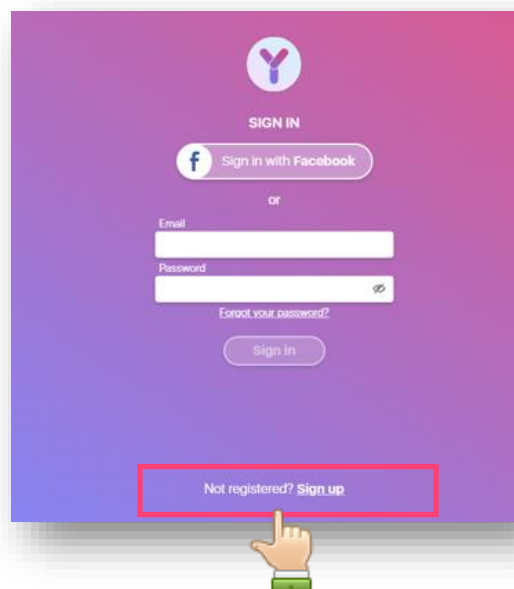 Y
SIGN IN
f Sign in with Facebook
or
Email
Password
Forgot your password?
Sign in
Not registered? Sign up